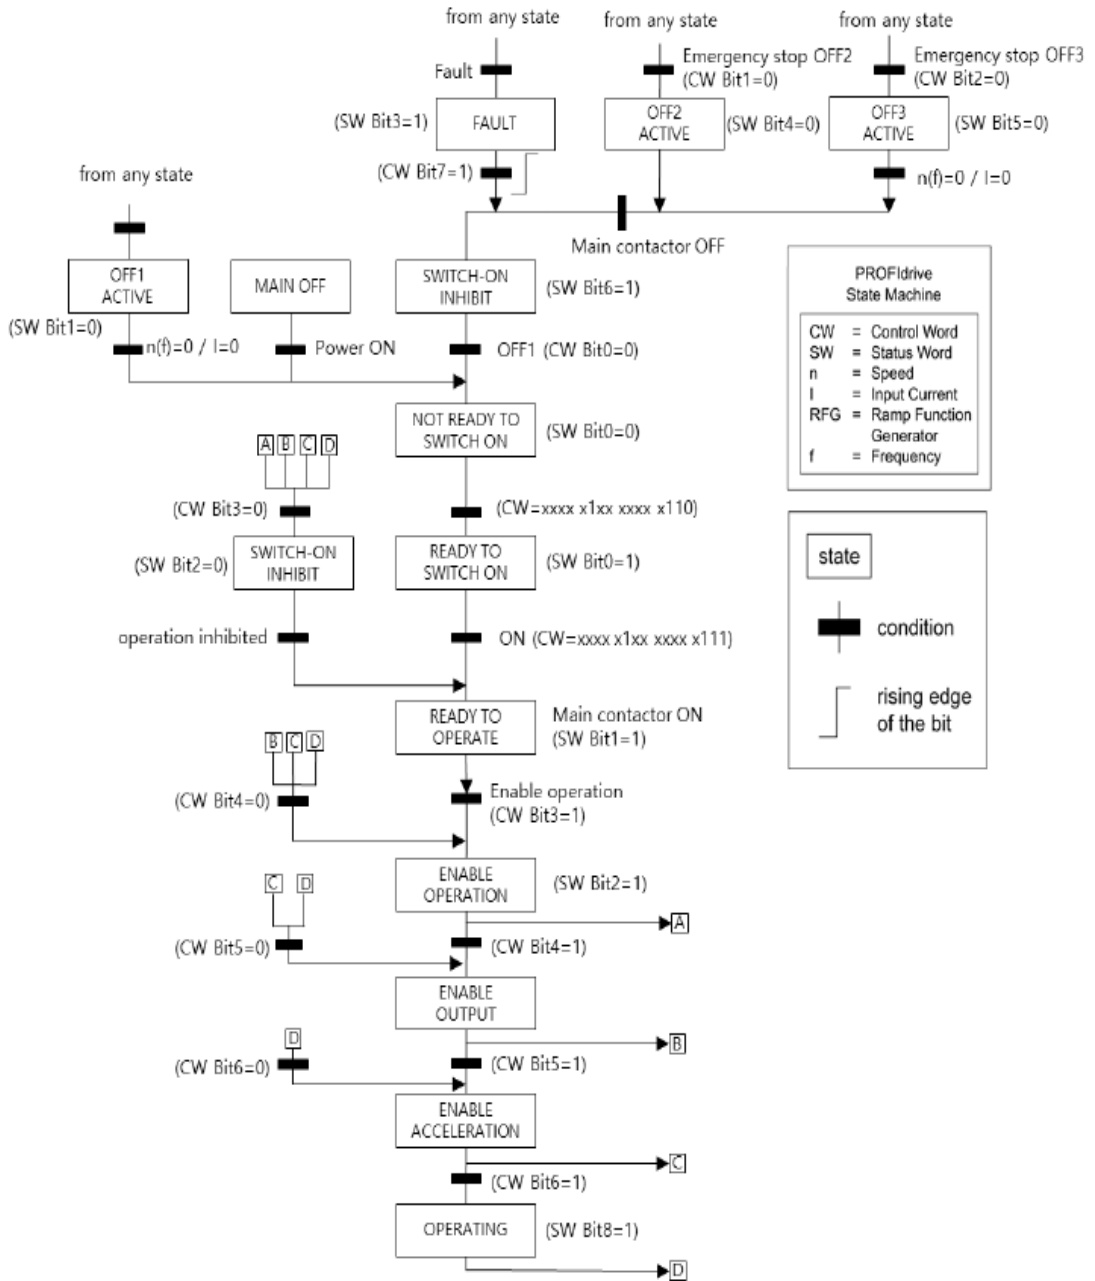 from any state
from any state
from any state
Fault
Emergency stop OFF2
(CW Bit1=0)
Emergency stop OFF3
(CW Bit2=0)
(SW Bit3=1)
FAULT
OFF2
ACTIVE
(SW Bit4=0)
OFF3
ACTIVE
(SW Bit5=0)
from any state
(CW Bit7=1)
n(f)=0 / I=0
Main contactor OFF
OFF1
ACTIVE
MAIN OFF
SWITCH-ON
INHIBIT
(SW Bit6=1)
(SW Bit1=0)
n(f)=0 / I=0
Power ON
OFF1 (CW Bit0=0)
PROFIdrive
State Machine
CW = Control Word
SW = Status Word
n = Speed
I = Input Current
RFG = Ramp Function
Generator
f = Frequency
NOT READY TO
SWITCH ON
(SW Bit0=0)
A B C D
(CW Bit3=0)
(CW=xxxx x1xx xxxx x110)
(SW Bit2=0)
SWITCH-ON
INHIBIT
READY TO
SWITCH ON
(SW Bit0=1)
state
operation inhibited
ON (CW=xxxx x1xx xxxx x111)
condition
READY TO
OPERATE
Main contactor ON
(SW Bit1=1)
rising edge
of the bit
B C D
(CW Bit4=0)
Enable operation
(CW Bit3=1)
ENABLE
OPERATION
(SW Bit2=1)
C D
A
(CW Bit5=0)
(CW Bit4=1)
ENABLE
OUTPUT
D
B
(CW Bit6=0)
(CW Bit5=1)
ENABLE
ACCELERATION
C
(CW Bit6=1)
OPERATING
(SW Bit8=1)
D